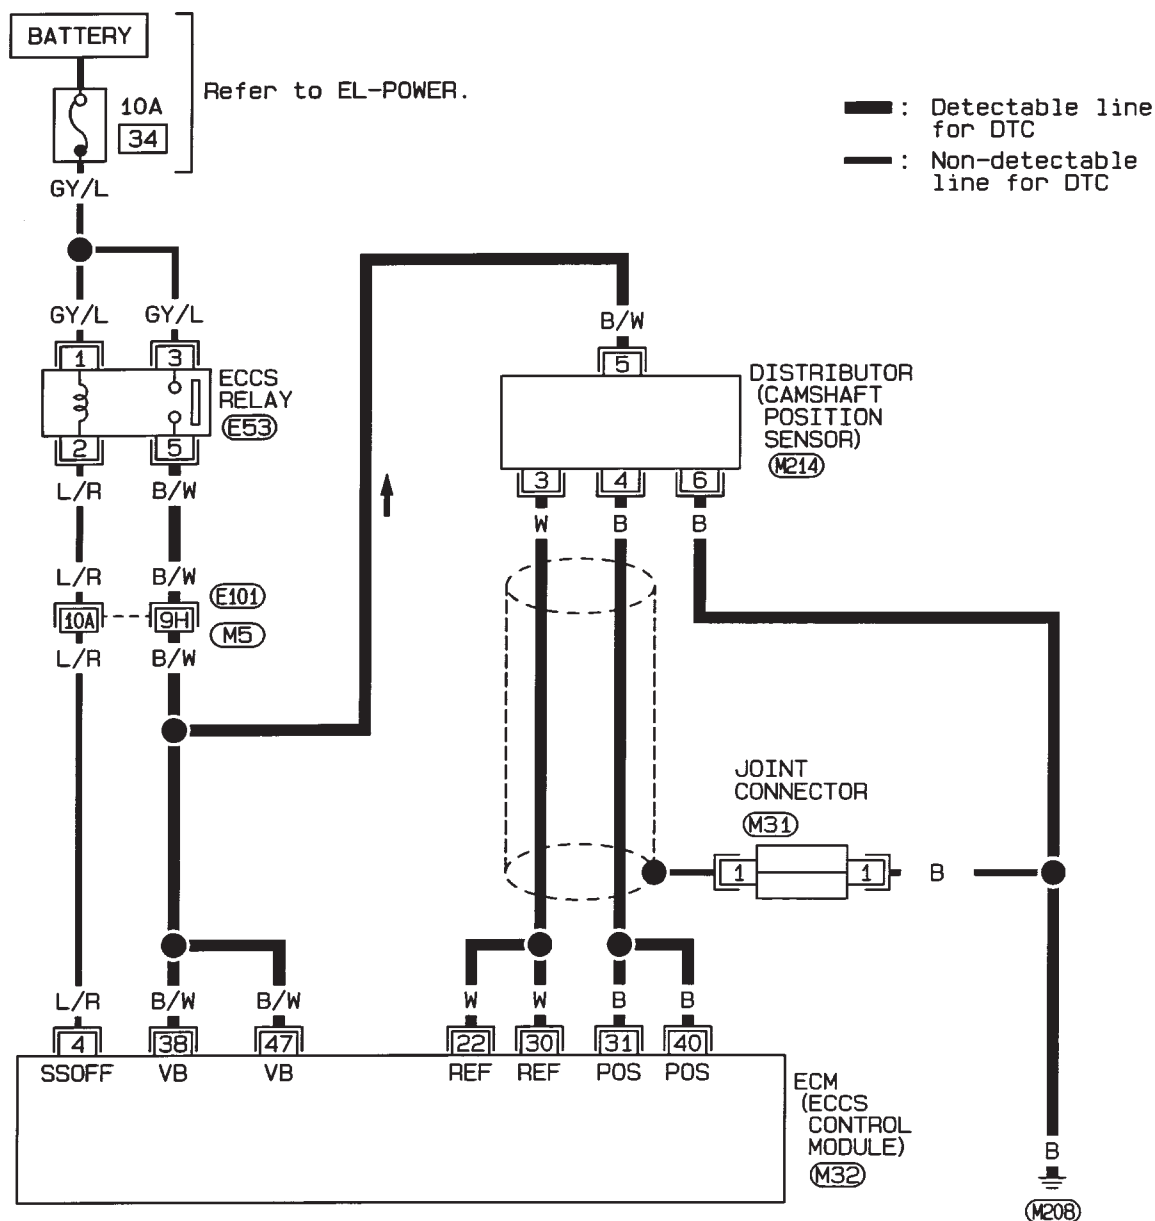 BATTERY
10A
34
Refer to EL-POWER.
: Detectable line
for DTC
: Non-detectable
line for DTC
GY/L
GY/L GY/L
1 3
ECCS
RELAY
E53
2 5
L/R B/W
L/R B/W
E101
10A 9H
M5
L/R B/W
B/W
5
DISTRIBUTOR
(CAMSHAFT
POSITION
SENSOR)
M214
3 4 6
W B B
JOINT
CONNECTOR
M31
1 1 B
L/R B/W B/W W W B B
4 38 47 22 30 31 40
SSOFF VB VB REF REF POS POS
ECM
(ECCS
CONTROL
MODULE)
M32
B
M208